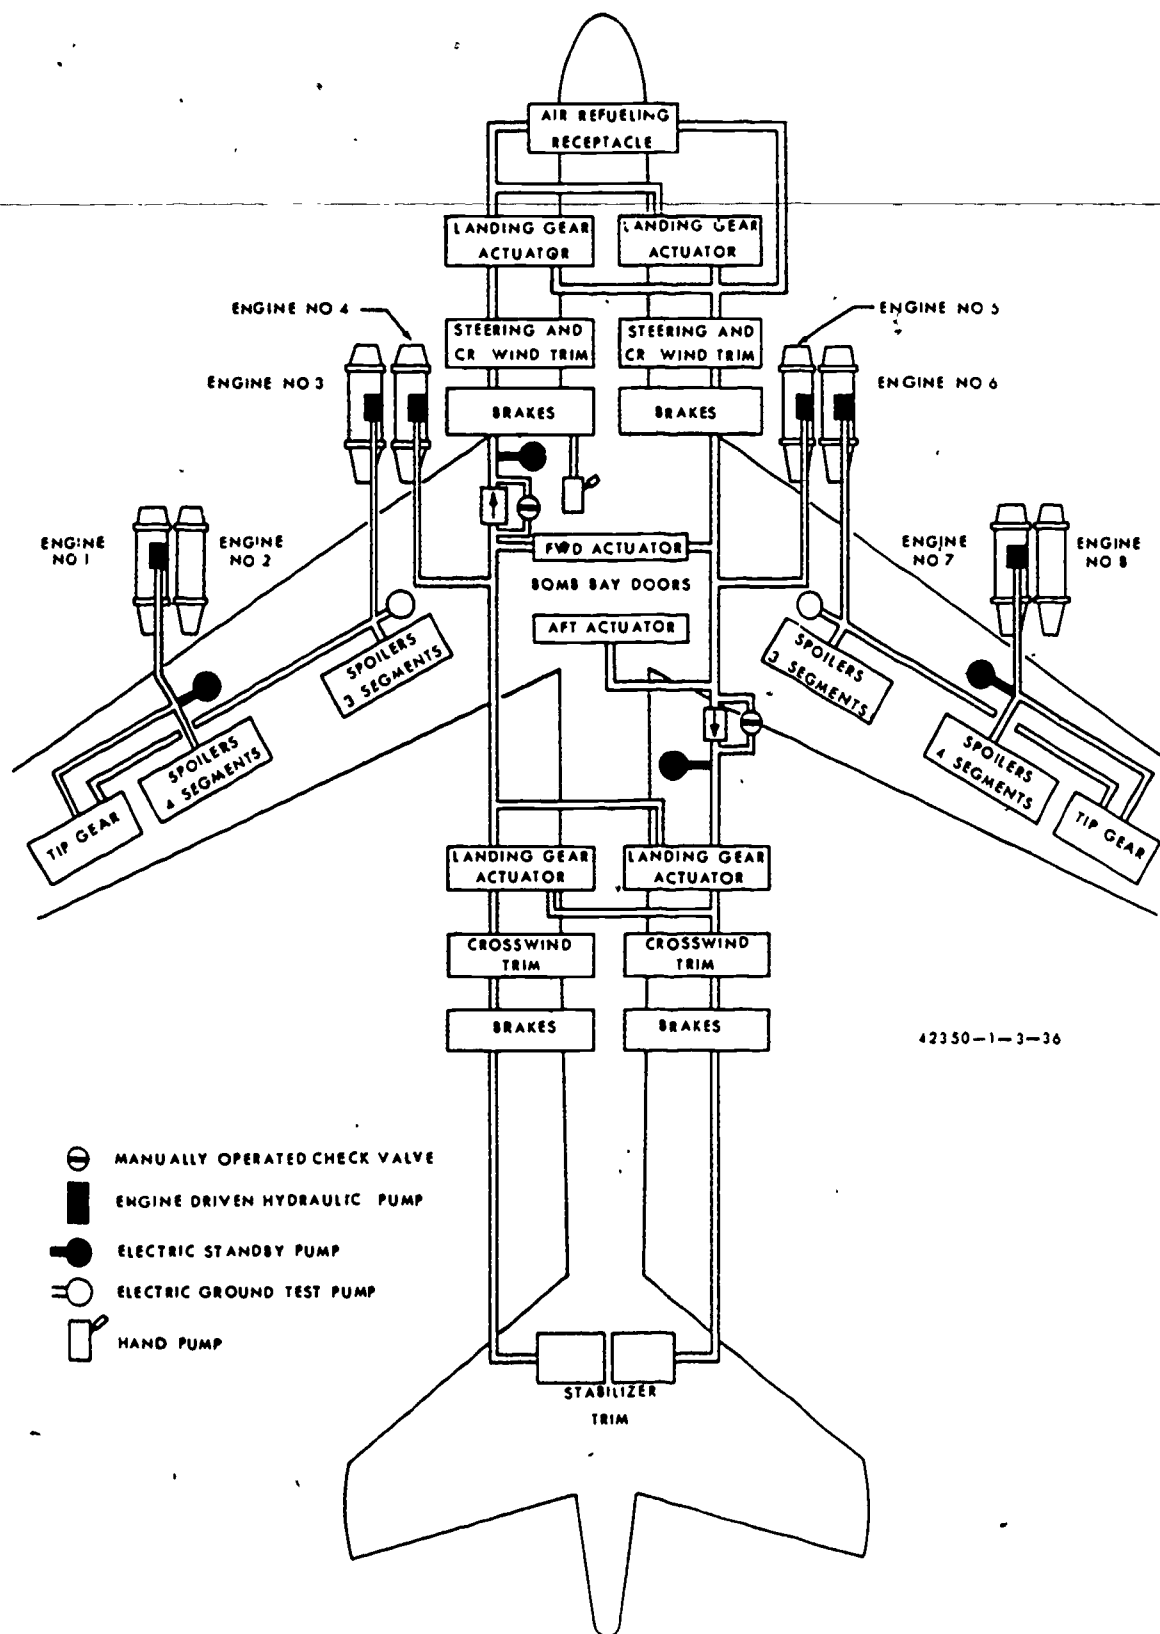 AIR REFUELING
RECEPTACLE
LANDING GEAR
ACTUATOR
LANDING GEAR
ACTUATOR
ENGINE NO 4
ENGINE NO 5
STEERING AND
CR WIND TRIM
STEERING AND
CR WIND TRIM
ENGINE NO 3
ENGINE NO 6
BRAKES
BRAKES
ENGINE
NO 1
ENGINE
NO 2
FWD ACTUATOR
ENGINE
NO 7
ENGINE
NO 8
BOMB BAY DOORS
AFT ACTUATOR
SPOILERS
3 SEGMENTS
SPOILERS
3 SEGMENTS
SPOILERS
4 SEGMENTS
SPOILERS
4 SEGMENTS
TIP GEAR
TIP GEAR
LANDING GEAR
ACTUATOR
LANDING GEAR
ACTUATOR
CROSSWIND
TRIM
CROSSWIND
TRIM
BRAKES
BRAKES
42350-1-3-36
MANUALLY OPERATED CHECK VALVE
ENGINE DRIVEN HYDRAULIC PUMP
ELECTRIC STANDBY PUMP
ELECTRIC GROUND TEST PUMP
HAND PUMP
STABILIZER
TRIM